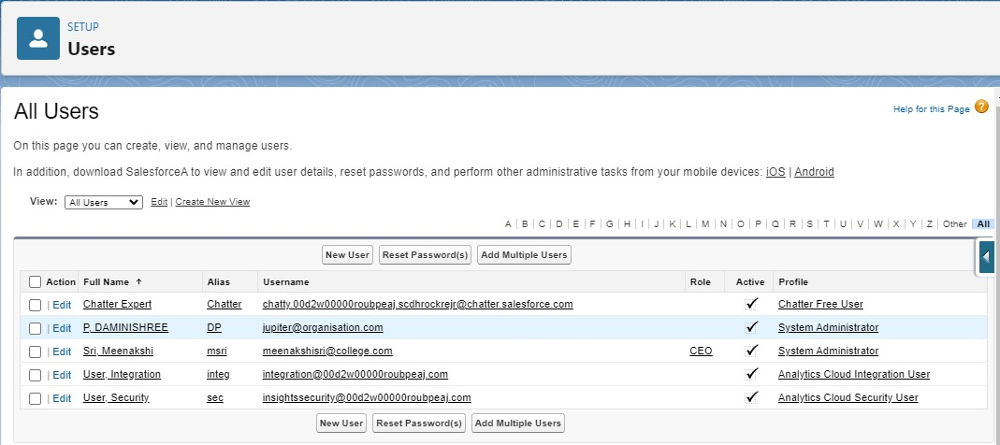 SETUP
Users
All Users
Help for this Page ?
On this page you can create, view, and manage users.
In addition, download SalesforceA to view and edit user details, reset passwords, and perform other administrative tasks from your mobile devices: iOS | Android
View: All Users Edit | Create New View
A | B | C | D | E | F | G | H | I | J | K | L | M | N | O | P | Q | R | S | T | U | V | W | X | Y | Z | Other | All
New User Reset Password(s) Add Multiple Users
Action Full Name ↑ Alias Username Role Active Profile
| Edit Chatter Expert Chatter chatty.00d2w00000roubpeaj.scdhrockrejr@chatter.salesforce.com ✓ Chatter Free User
| Edit P, DAMINISHREE DP jupiter@organisation.com ✓ System Administrator
| Edit Sri, Meenakshi msri meenakshisri@college.com CEO ✓ System Administrator
| Edit User, Integration integ integration@00d2w00000roubpeaj.com ✓ Analytics Cloud Integration User
| Edit User, Security sec insightssecurity@00d2w00000roubpeaj.com ✓ Analytics Cloud Security User
New User Reset Password(s) Add Multiple Users